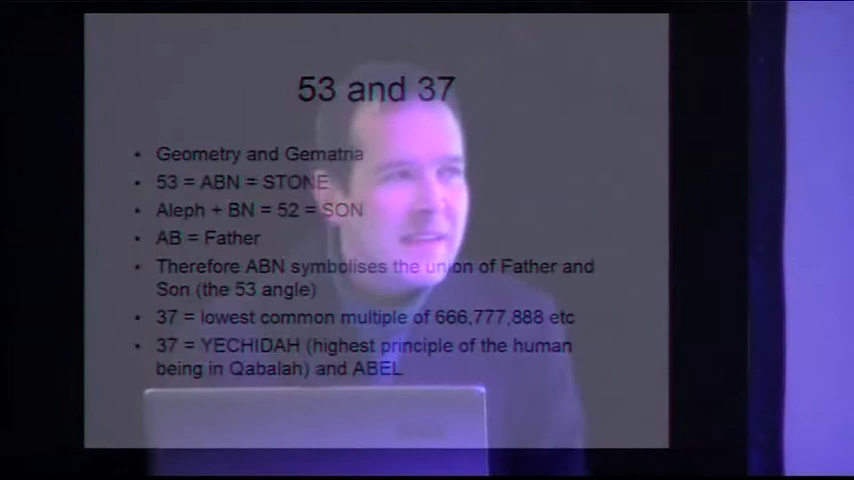 53 and 37
• Geometry and Gematria
• 53 = ABN = STONE
• Aleph + BN = 52 = SON
• AB = Father
• Therefore ABN symbolises the union of Father and
Son (the 53 angle)
• 37 = lowest common multiple of 666,777,888 etc
• 37 = YECHIDAH (highest principle of the human
being in Qabalah) and ABEL